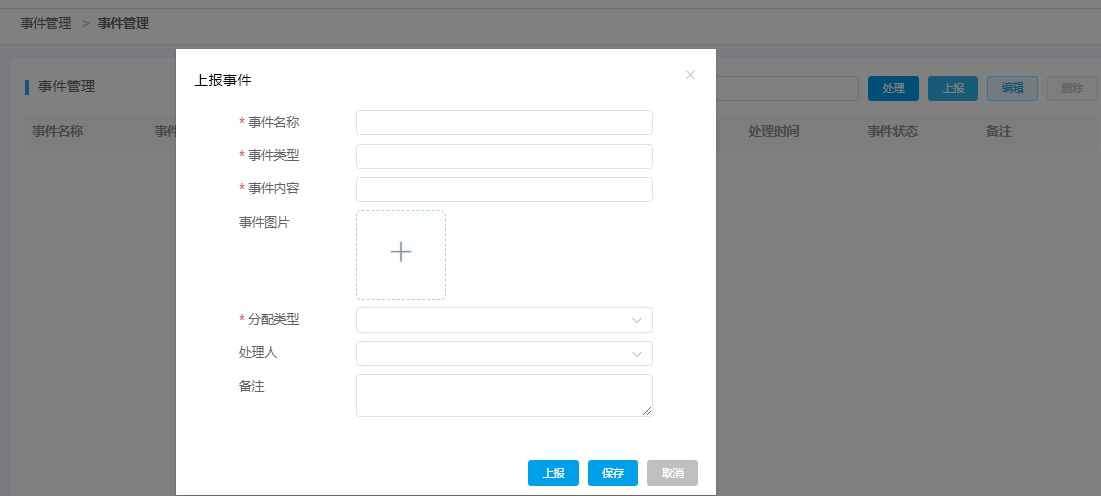 事件管理 > 事件管理
上报事件
事件管理
处理 上报 编辑 删除
事件名称 事件
处理时间 事件状态 备注
* 事件名称
* 事件类型
* 事件内容
事件图片
* 分配类型
处理人
备注
上报 保存 取消